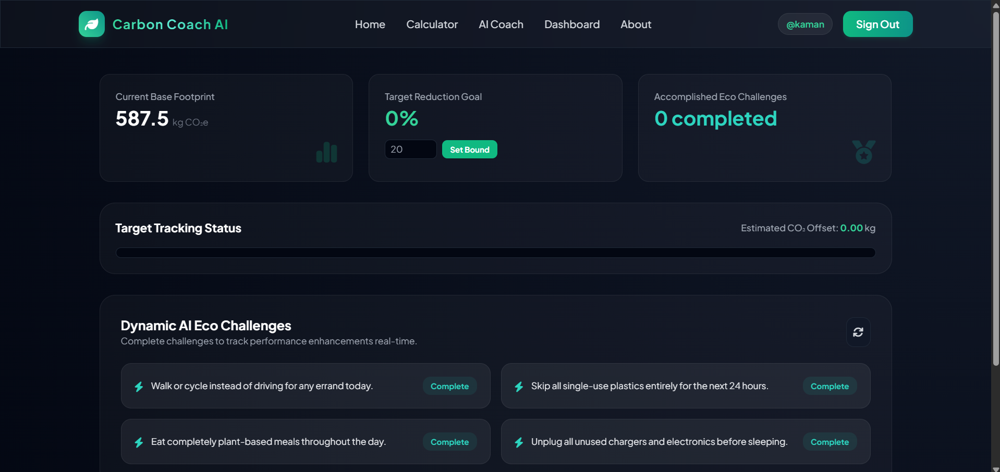 Carbon Coach AI
Home
Calculator
AI Coach
Dashboard
About
@kaman
Sign Out
Current Base Footprint
587.5 kg CO₂e
Target Reduction Goal
0%
20
Set Bound
Accomplished Eco Challenges
0 completed
Target Tracking Status
Estimated CO₂ Offset: 0.00 kg
Dynamic AI Eco Challenges
Complete challenges to track performance enhancements real-time.
Walk or cycle instead of driving for any errand today.
Complete
Skip all single-use plastics entirely for the next 24 hours.
Complete
Eat completely plant-based meals throughout the day.
Complete
Unplug all unused chargers and electronics before sleeping.
Complete